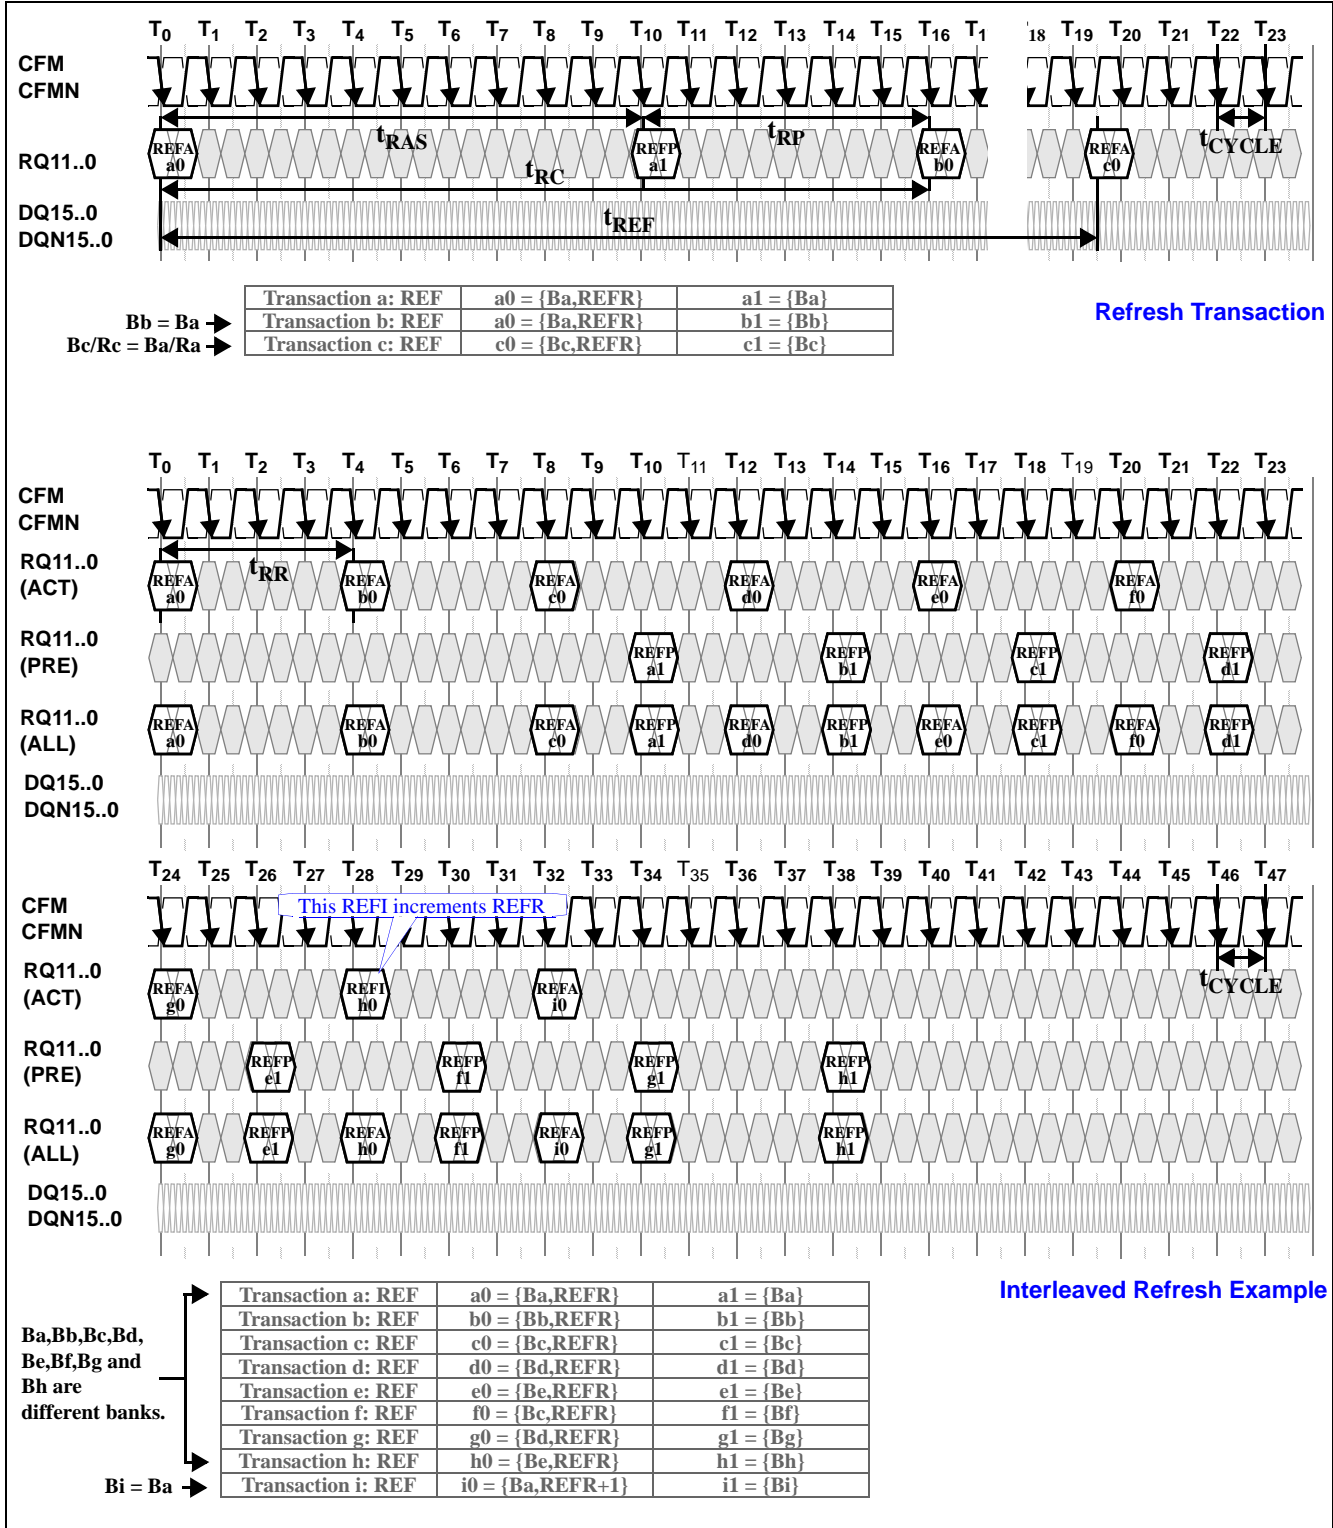 T0 T1 T2 T3 T4 T5 T6 T7 T8 T9 T10 T11 T12 T13 T14 T15 T16 T1 18 T19 T20 T21 T22 T23
CFM
CFMN
tRAS tRP tCYCLE
RQ11..0 REFA a0 REFP a1 REFA b0 REFA c0
tRC
DQ15..0
DQN15..0
tREF
Transaction a: REF a0 = {Ba,REFR} a1 = {Ba}
Bb = Ba Transaction b: REF a0 = {Ba,REFR} b1 = {Bb}
Bc/Rc = Ba/Ra Transaction c: REF c0 = {Bc,REFR} c1 = {Bc}
Refresh Transaction
T0 T1 T2 T3 T4 T5 T6 T7 T8 T9 T10 T11 T12 T13 T14 T15 T16 T17 T18 T19 T20 T21 T22 T23
CFM
CFMN
tRR
RQ11..0
(ACT)
REFA a0 REFA b0 REFA c0 REFA d0 REFA e0 REFA f0
RQ11..0
(PRE)
REFP a1 REFP b1 REFP c1 REFP d1
RQ11..0
(ALL)
REFA a0 REFA b0 REFA c0 REFP a1 REFA d0 REFP b1 REFA e0 REFP c1 REFA f0 REFP d1
DQ15..0
DQN15..0
T24 T25 T26 T27 T28 T29 T30 T31 T32 T33 T34 T35 T36 T37 T38 T39 T40 T41 T42 T43 T44 T45 T46 T47
CFM
CFMN
This REFI increments REFR
tCYCLE
RQ11..0
(ACT)
REFA g0 REFI h0 REFA i0
RQ11..0
(PRE)
REFP e1 REFP f1 REFP g1 REFP h1
RQ11..0
(ALL)
REFA g0 REFP e1 REFA h0 REFP f1 REFA i0 REFP g1 REFP h1
DQ15..0
DQN15..0
Interleaved Refresh Example
Ba,Bb,Bc,Bd,
Be,Bf,Bg and
Bh are
different banks.
Transaction a: REF a0 = {Ba,REFR} a1 = {Ba}
Transaction b: REF b0 = {Bb,REFR} b1 = {Bb}
Transaction c: REF c0 = {Bc,REFR} c1 = {Bc}
Transaction d: REF d0 = {Bd,REFR} d1 = {Bd}
Transaction e: REF e0 = {Be,REFR} e1 = {Be}
Transaction f: REF f0 = {Bc,REFR} f1 = {Bf}
Transaction g: REF g0 = {Bd,REFR} g1 = {Bg}
Transaction h: REF h0 = {Be,REFR} h1 = {Bh}
Bi = Ba Transaction i: REF i0 = {Ba,REFR+1} i1 = {Bi}